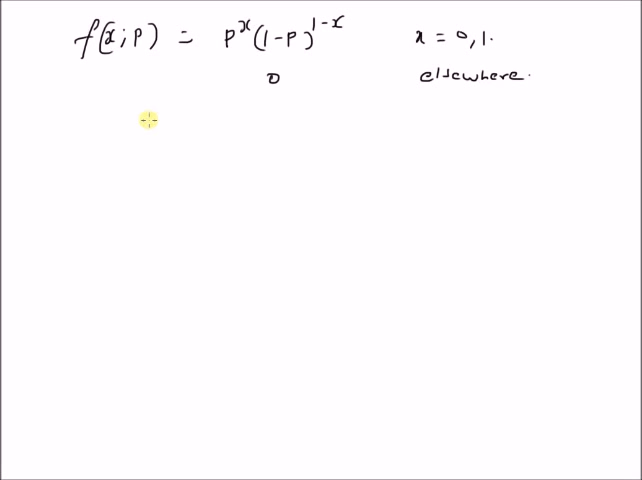 f(x;p) = p^x(1-p)^{1-x} x = 0,1.
0 elsewhere.